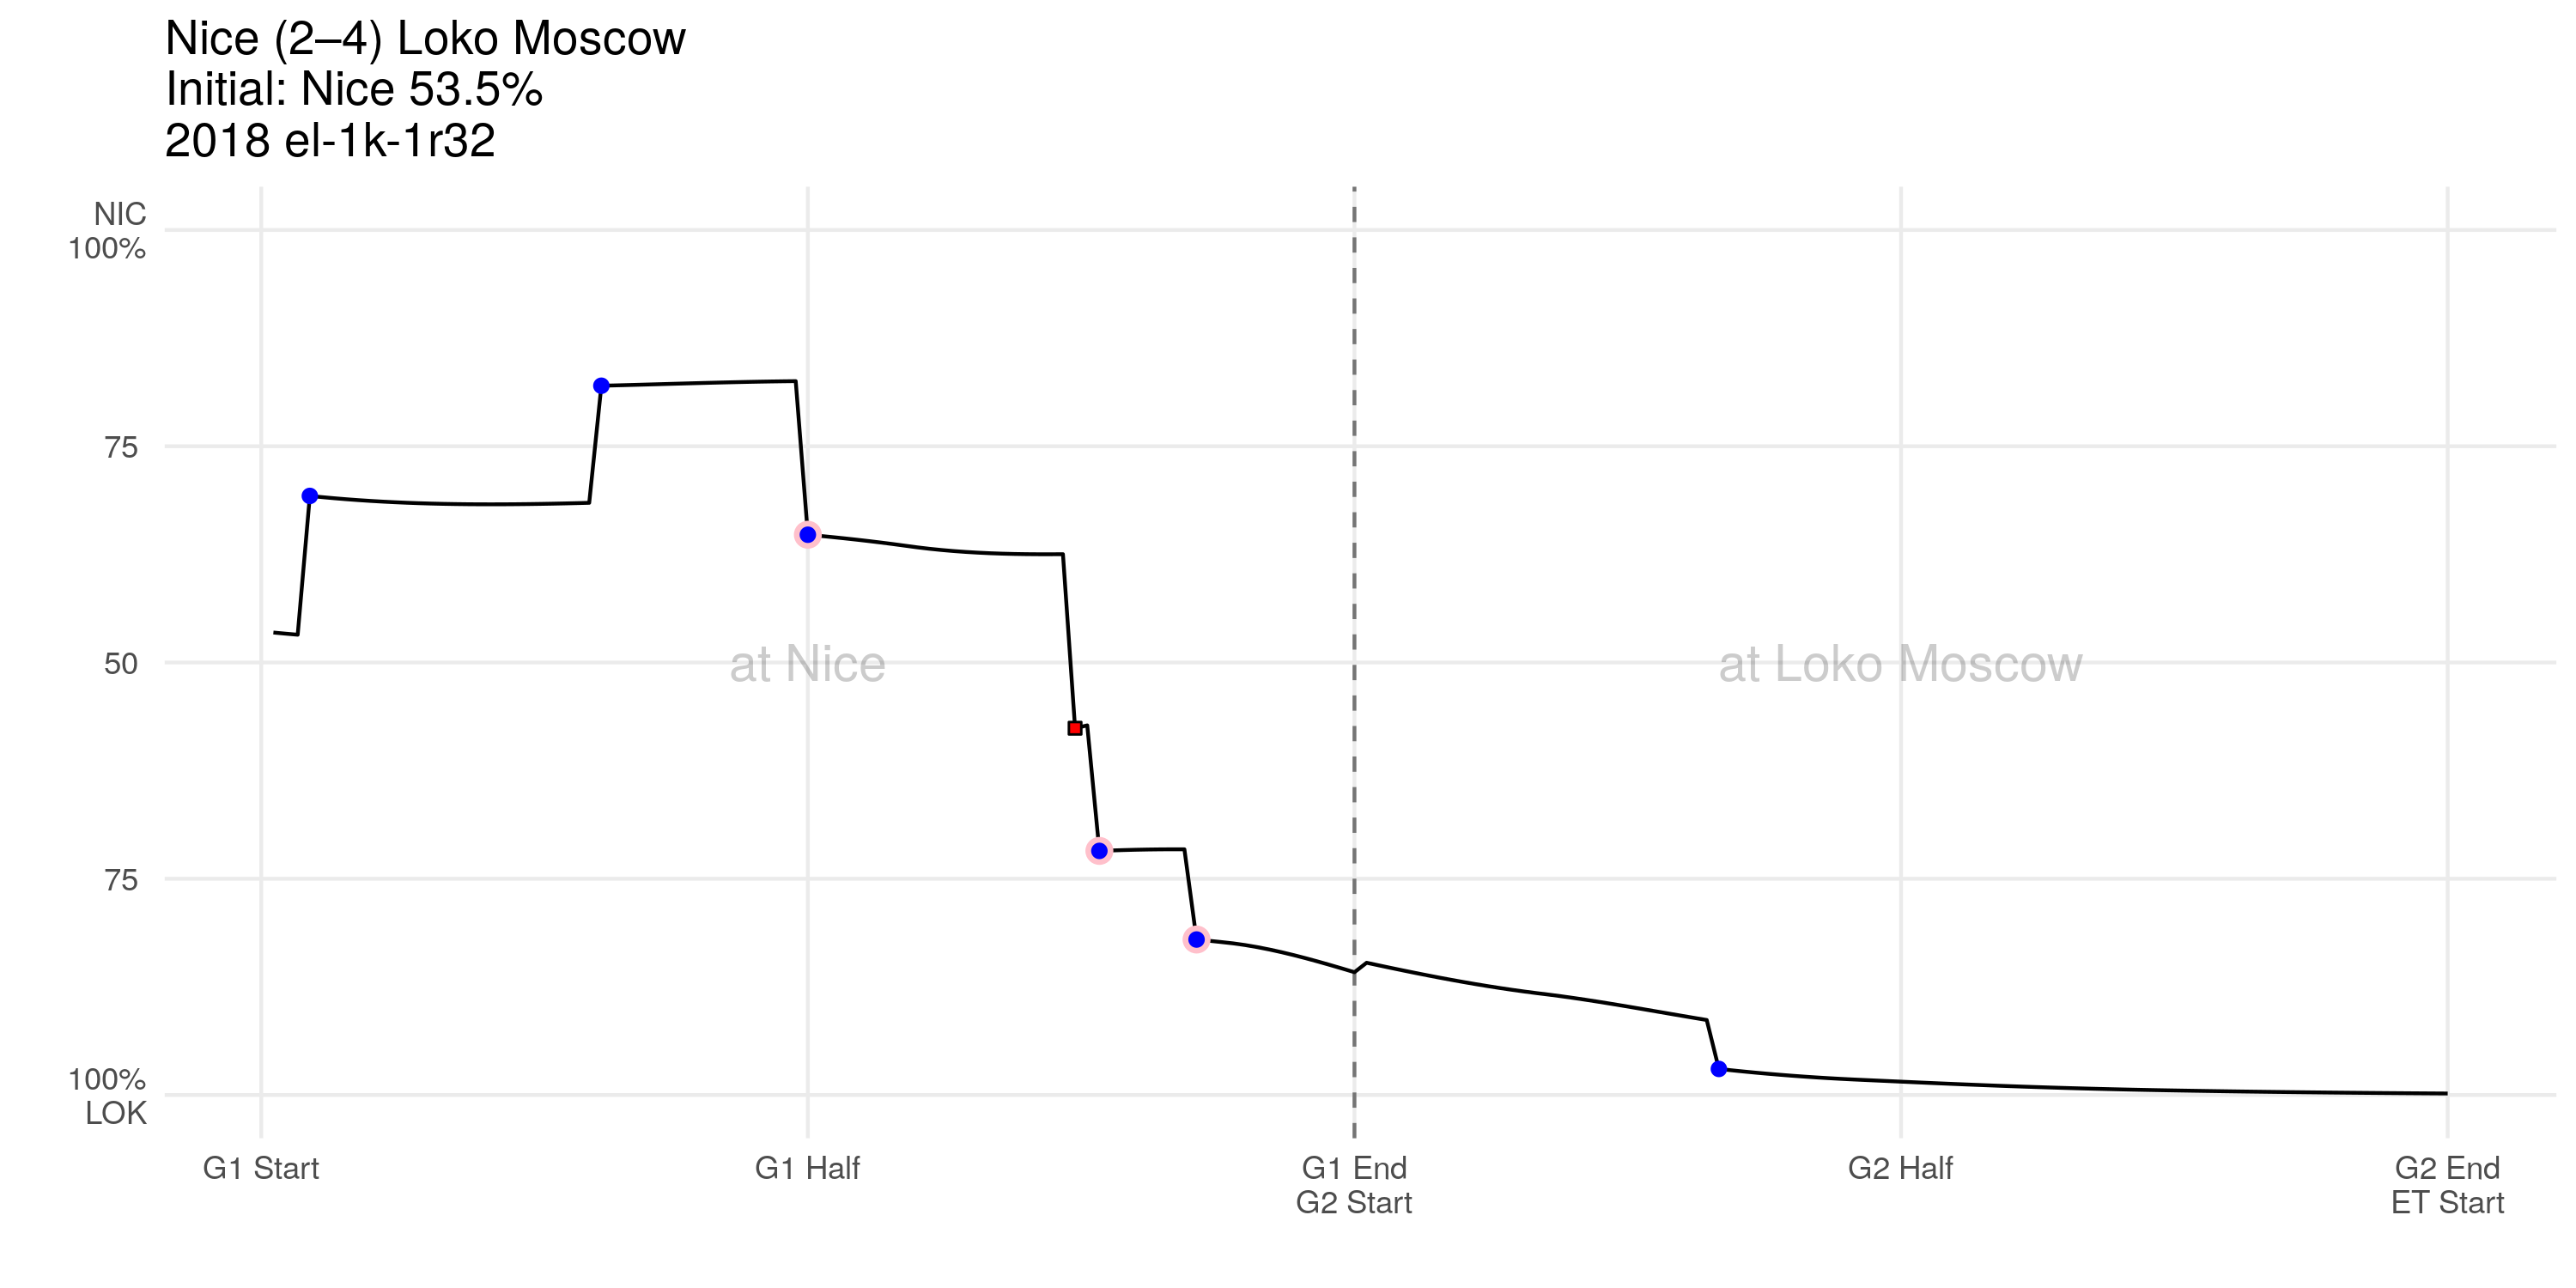 Nice (2–4) Loko Moscow
Initial: Nice 53.5%
2018 el-1k-1r32
NIC
100%
75
50
75
100%
LOK
at Nice
at Loko Moscow
G1 Start
G1 Half
G1 End
G2 Start
G2 Half
G2 End
ET Start